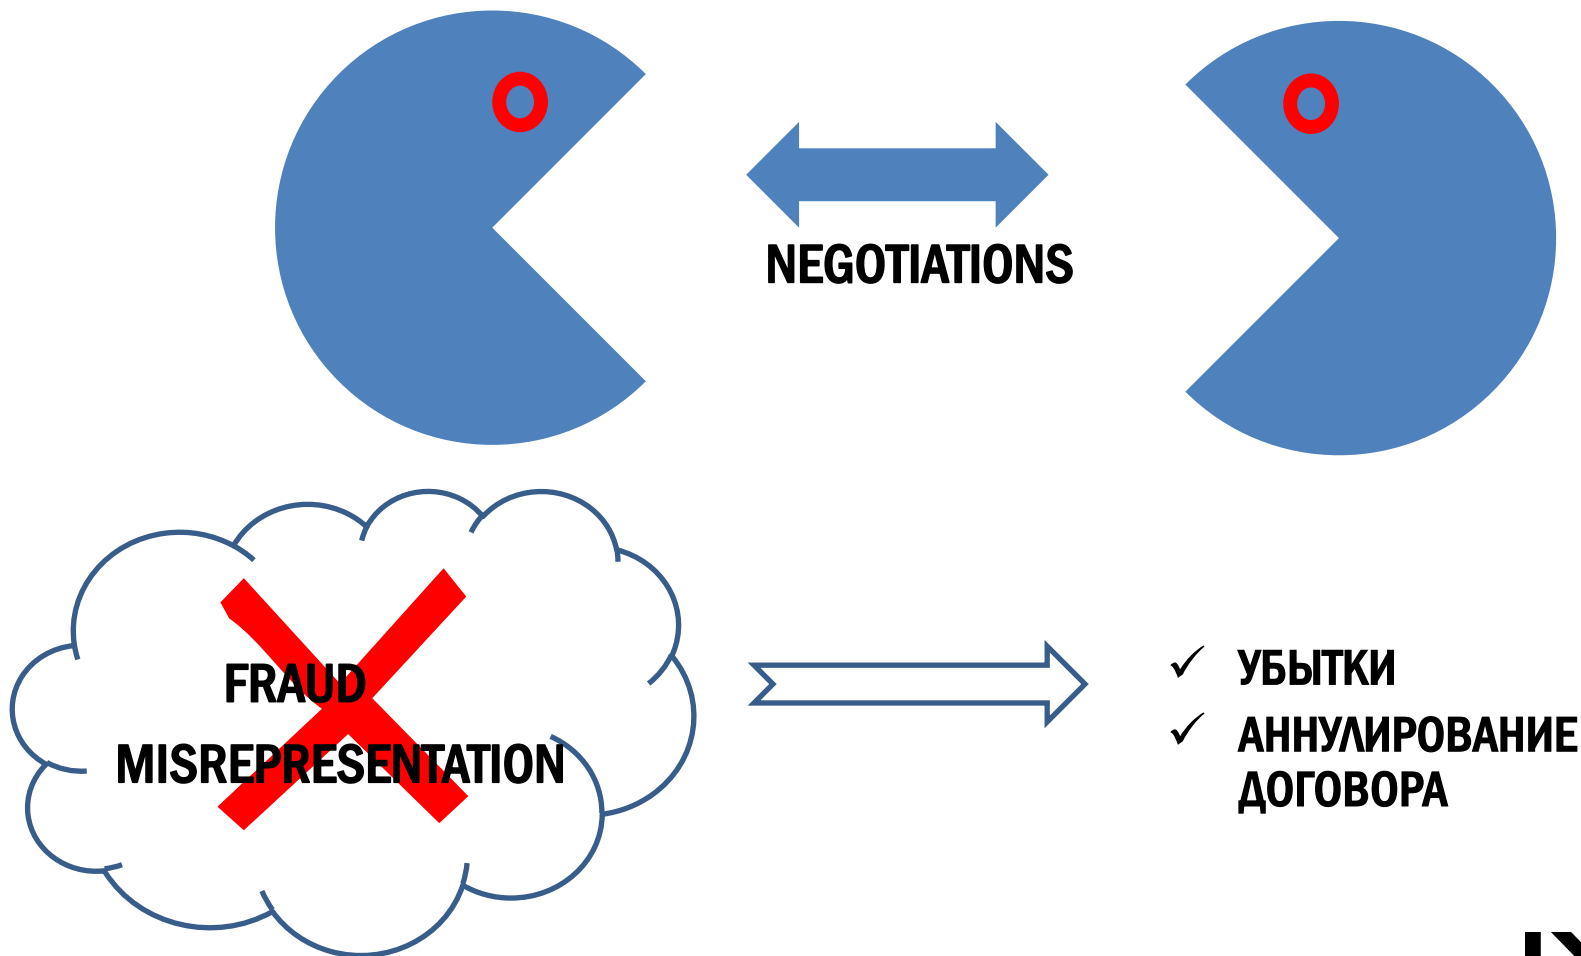 NEGOTIATIONS
FRAUD
MISREPRESENTATION
✓ УБЫТКИ
✓ АННУЛИРОВАНИЕ
ДОГОВОРА